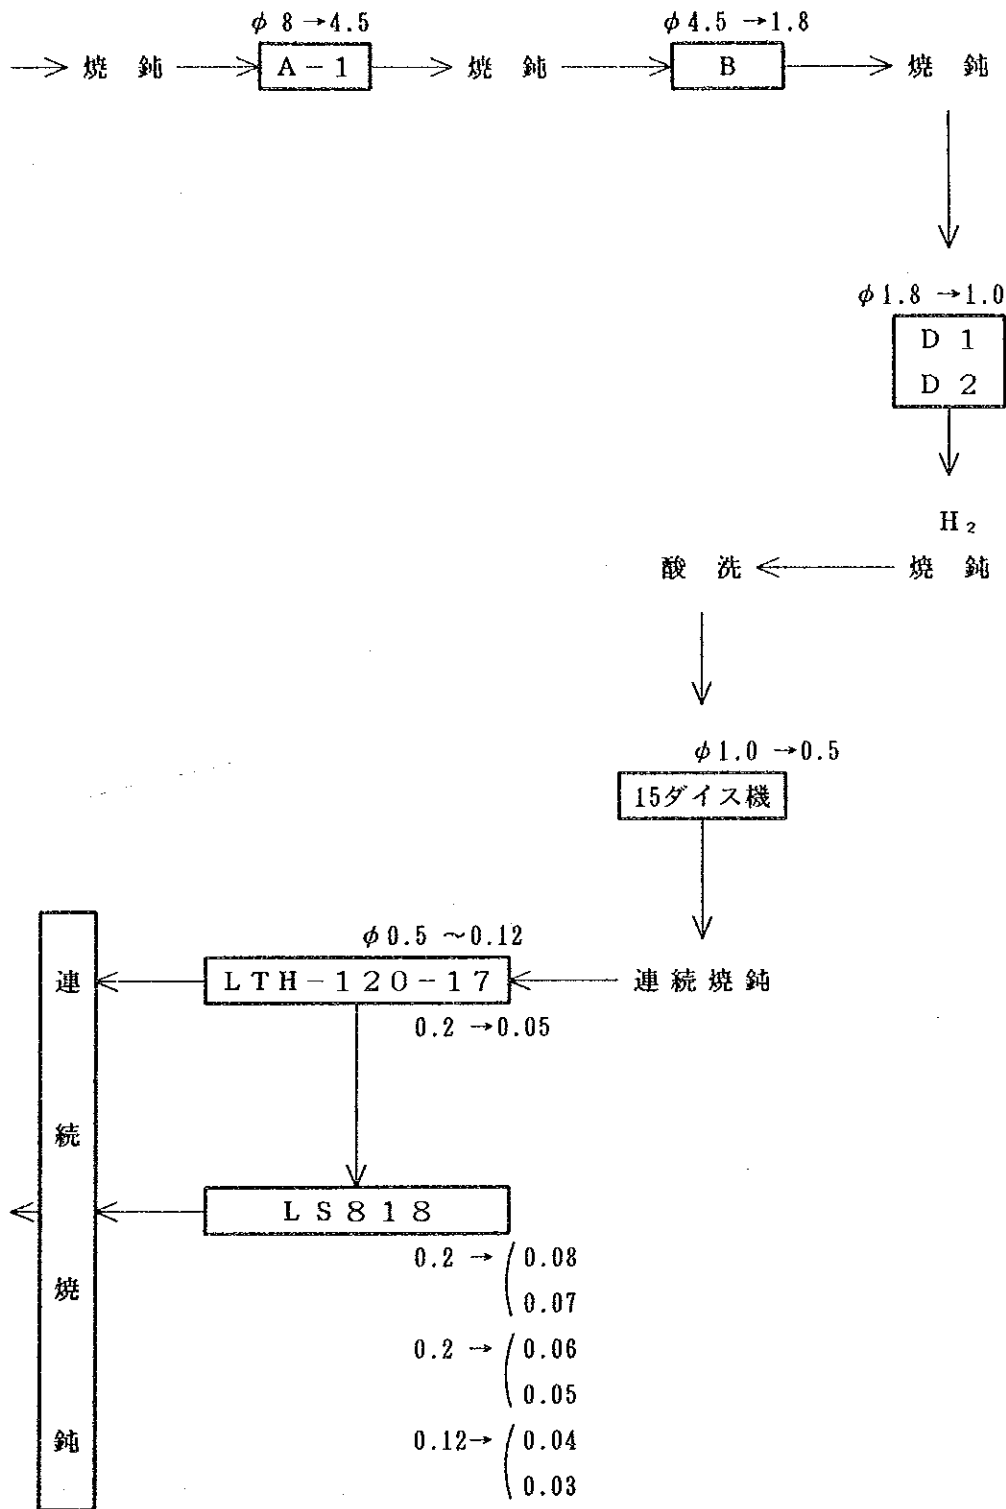 φ 8 →4.5
φ4.5 →1.8
→ 焼 鈍 → A-1 → 焼 鈍 → B → 焼 鈍
φ1.8 →1.0
D 1
D 2
H₂
酸 洗 ← 焼 鈍
φ1.0 →0.5
15ダイス機
φ0.5 ～0.12
連続焼鈍
LTH-120-17
連続焼鈍
0.2 →0.05
LS818
0.2 → 0.08
0.07
0.2 → 0.06
0.05
0.12→ 0.04
0.03